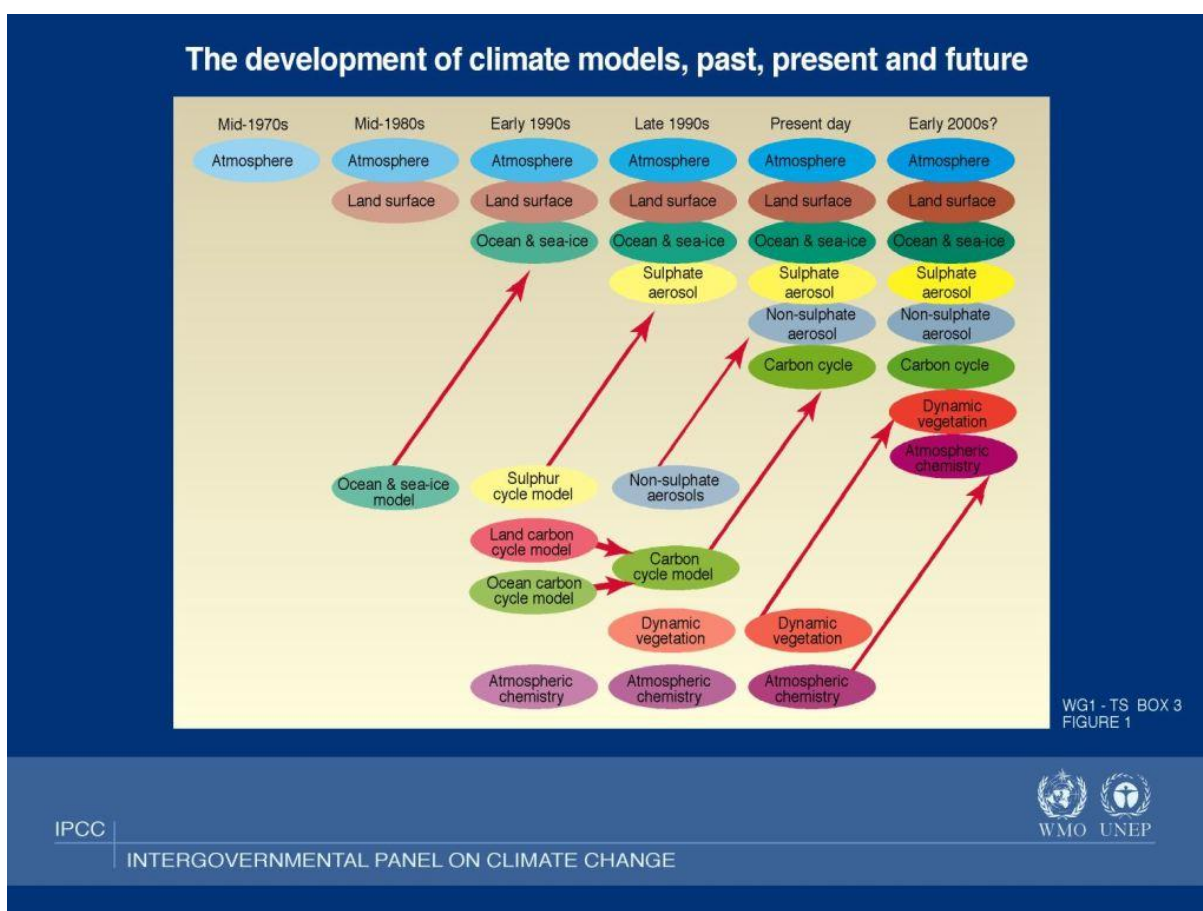 The development of climate models, past, present and future
Mid-1970s
Mid-1980s
Early 1990s
Late 1990s
Present day
Early 2000s?
Atmosphere
Atmosphere
Atmosphere
Atmosphere
Atmosphere
Atmosphere
Land surface
Land surface
Land surface
Land surface
Land surface
Ocean & sea-ice
Ocean & sea-ice
Ocean & sea-ice
Ocean & sea-ice
Sulphate
aerosol
Sulphate
aerosol
Sulphate
aerosol
Non-sulphate
aerosol
Non-sulphate
aerosol
Carbon cycle
Carbon cycle
Dynamic
vegetation
Atmospheric
chemistry
Ocean & sea-ice
model
Sulphur
cycle model
Non-sulphate
aerosols
Land carbon
cycle model
Carbon
cycle model
Ocean carbon
cycle model
Dynamic
vegetation
Dynamic
vegetation
Atmospheric
chemistry
Atmospheric
chemistry
Atmospheric
chemistry
WG1 - TS BOX 3
FIGURE 1
WMO
UNEP
IPCC
INTERGOVERNMENTAL PANEL ON CLIMATE CHANGE